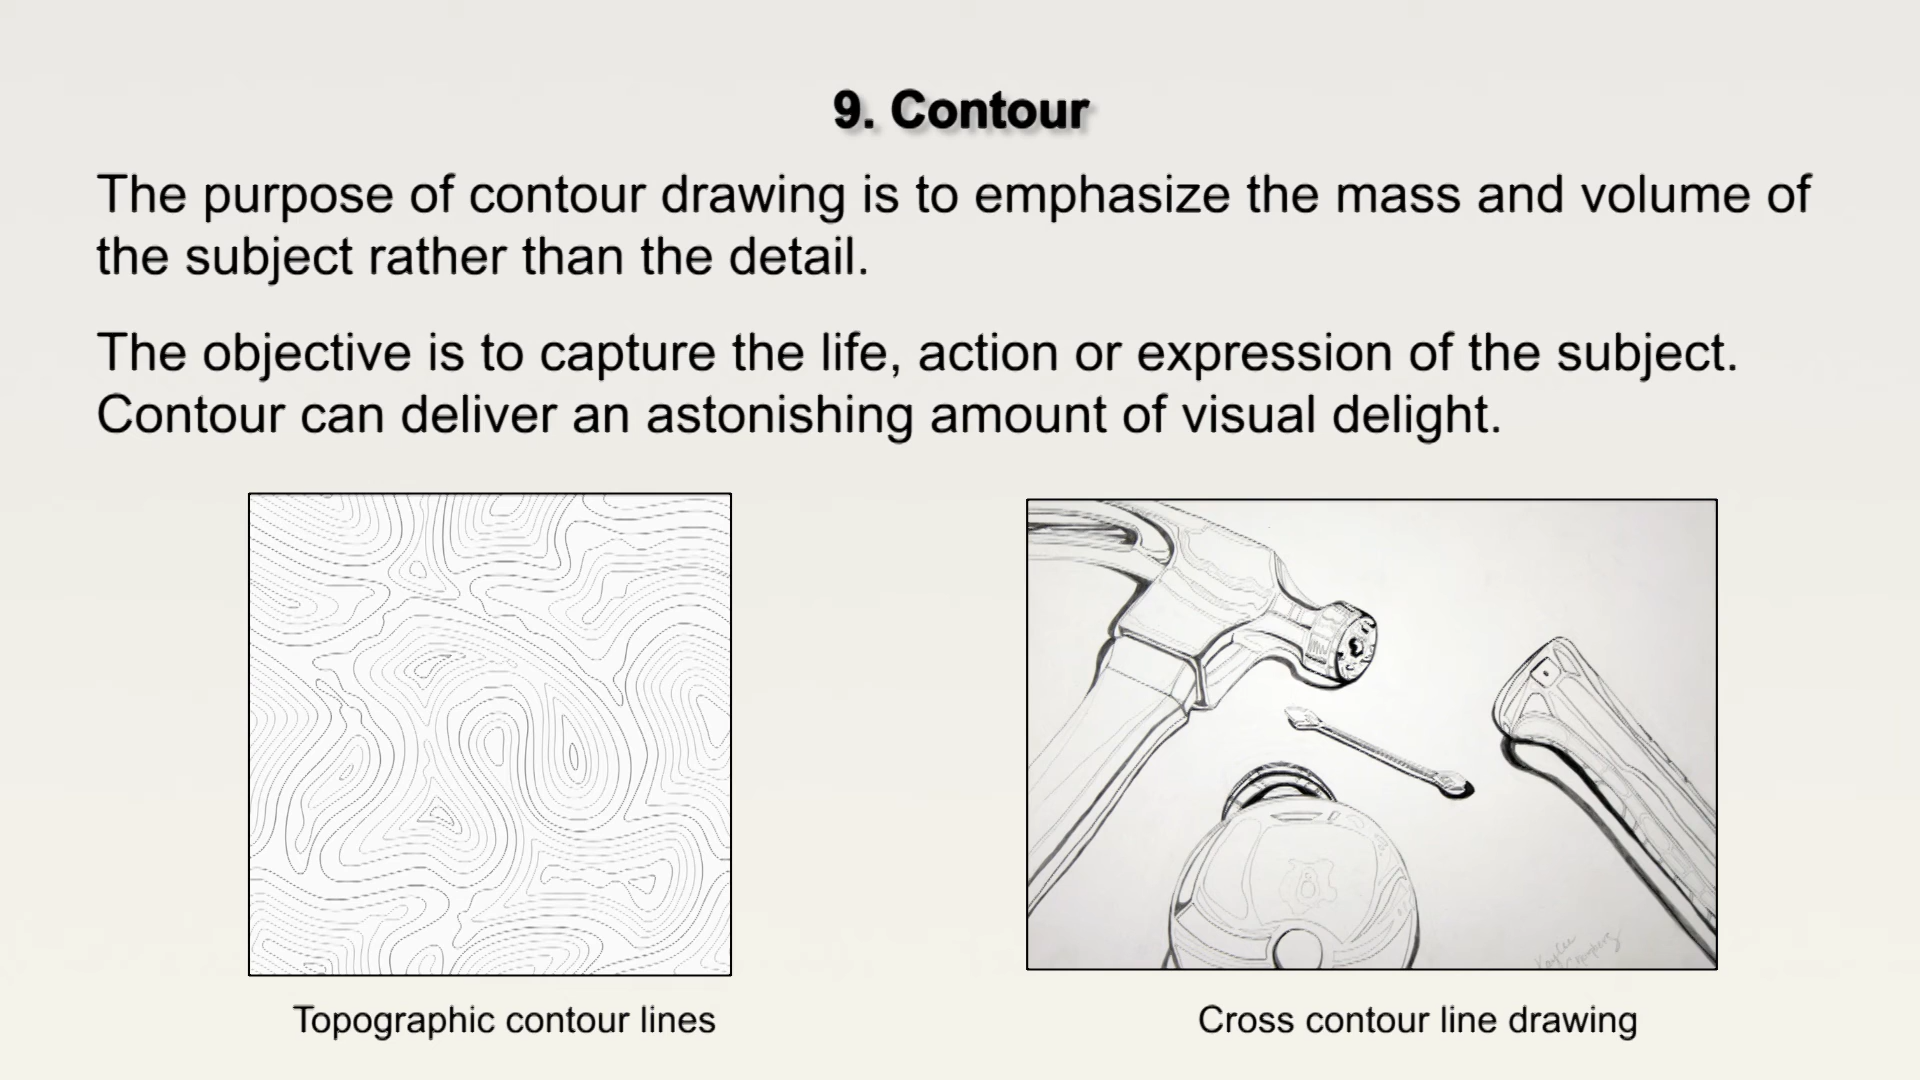 9. Contour
The purpose of contour drawing is to emphasize the mass and volume of
the subject rather than the detail.
The objective is to capture the life, action or expression of the subject.
Contour can deliver an astonishing amount of visual delight.
Kaylee
Topographic contour lines
Cross contour line drawing